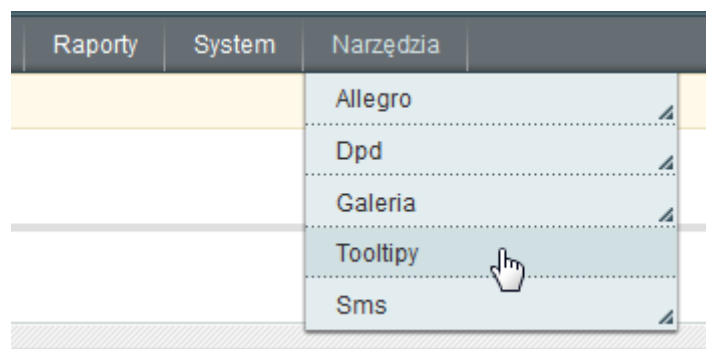 Raporty System Narzędzia
Allegro
Dpd
Galeria
Tooltipy
Sms